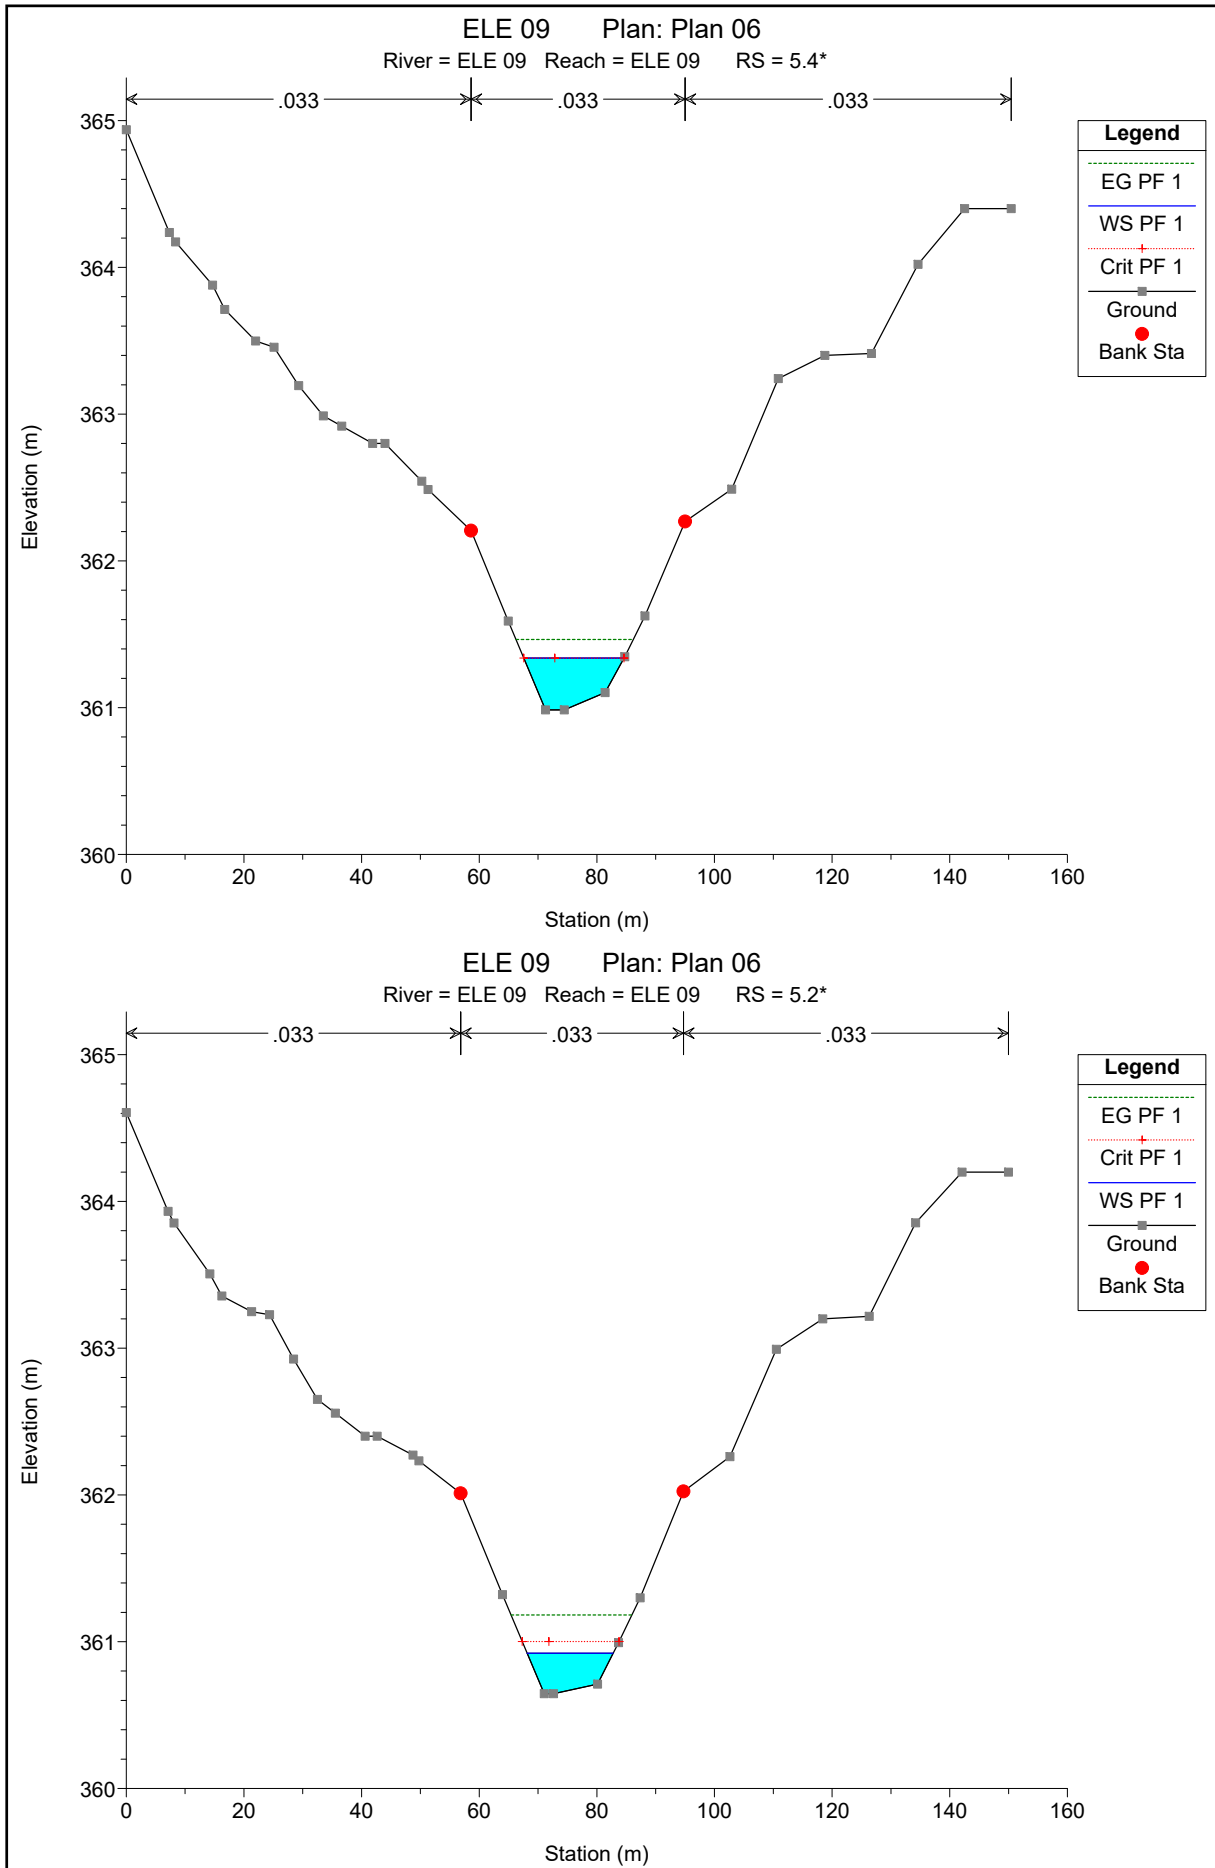 ELE 09 Plan: Plan 06
River = ELE 09 Reach = ELE 09 RS = 5.4*
.033 .033 .033
Legend
EG PF 1
WS PF 1
Crit PF 1
Ground
Bank Sta
365
364
363
362
361
360
Elevation (m)
0 20 40 60 80 100 120 140 160
Station (m)
ELE 09 Plan: Plan 06
River = ELE 09 Reach = ELE 09 RS = 5.2*
.033 .033 .033
Legend
EG PF 1
Crit PF 1
WS PF 1
Ground
Bank Sta
365
364
363
362
361
360
Elevation (m)
0 20 40 60 80 100 120 140 160
Station (m)